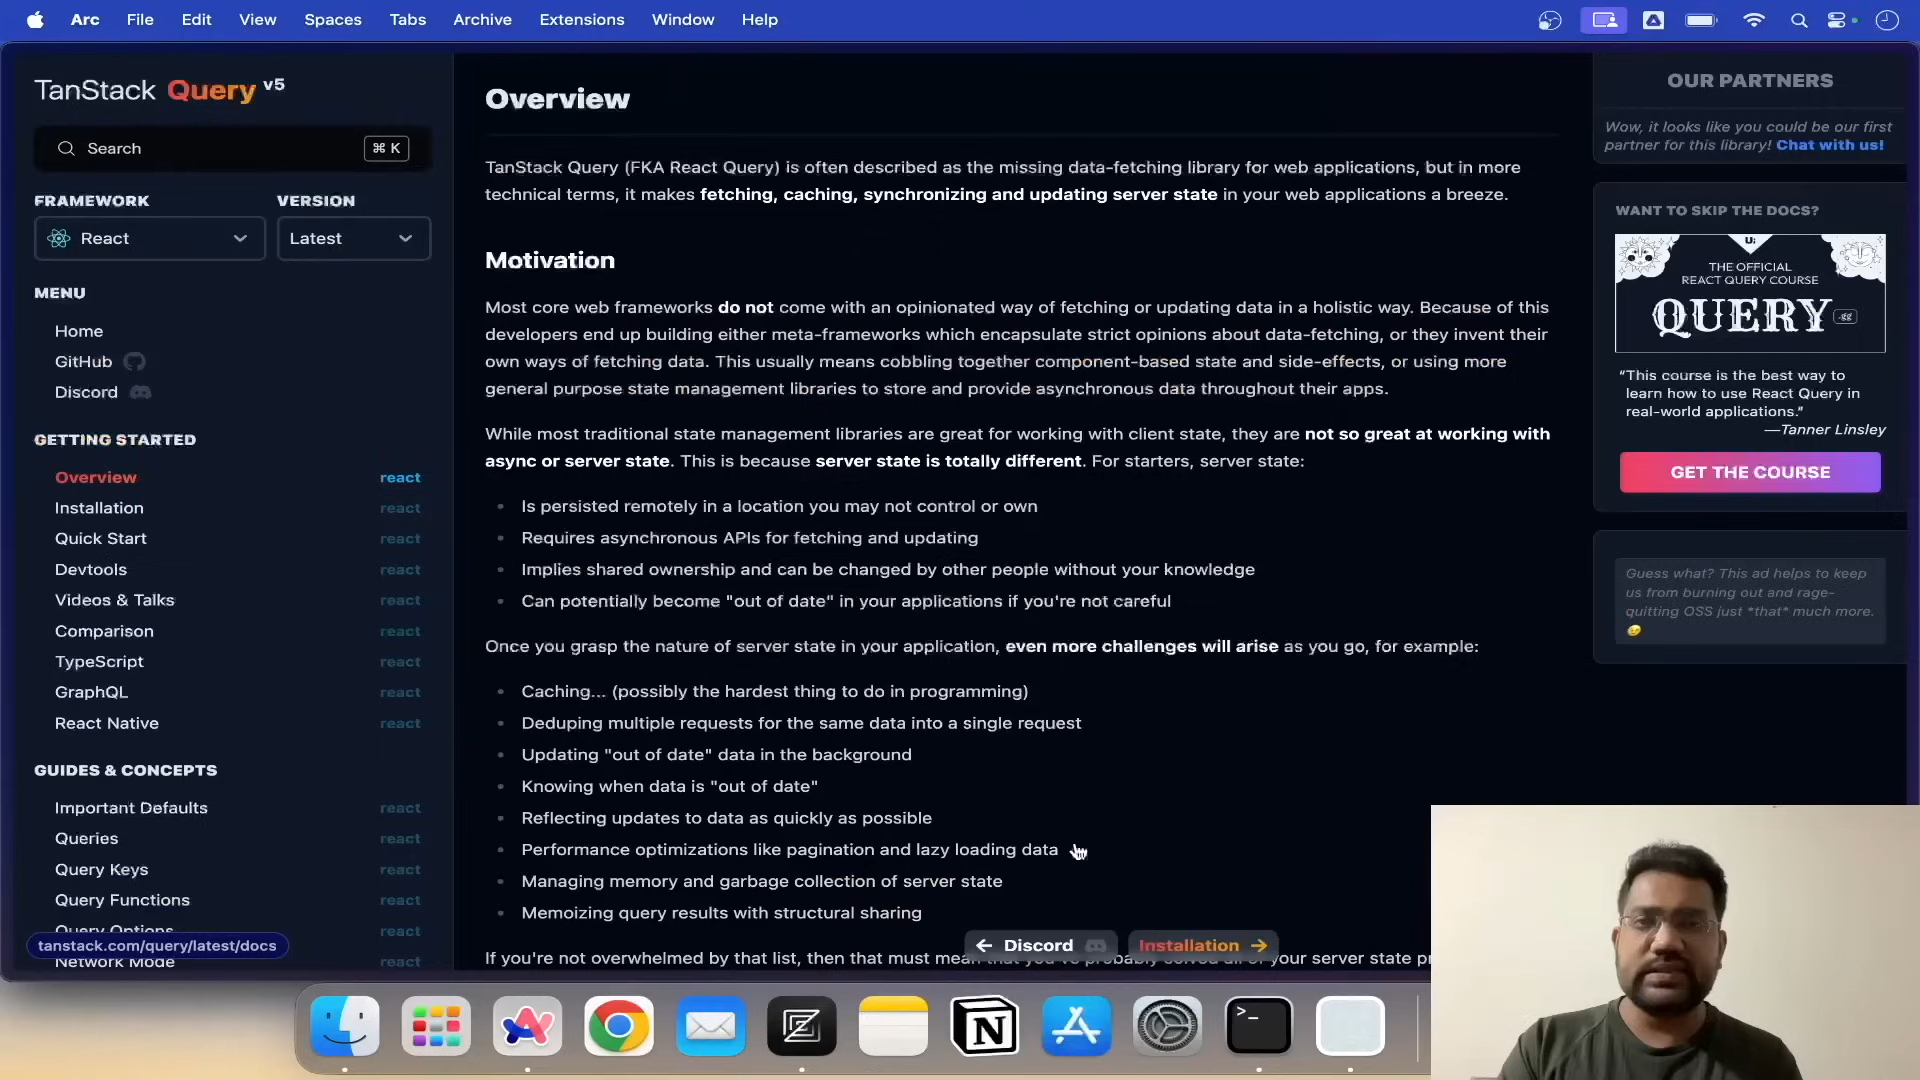 Arc File Edit View Spaces Tabs Archive Extensions Window Help
TanStack Query v5
Search ⌘ K
FRAMEWORK VERSION
React Latest
MENU
Home
GitHub
Discord
GETTING STARTED
Overview react
Installation react
Quick Start react
Devtools react
Videos & Talks react
Comparison react
TypeScript react
GraphQL react
React Native react
GUIDES & CONCEPTS
Important Defaults react
Queries react
Query Keys react
Query Functions react
Query Options react
tanstack.com/query/latest/docs
Network Mode react
Overview
TanStack Query (FKA React Query) is often described as the missing data-fetching library for web applications, but in more
technical terms, it makes fetching, caching, synchronizing and updating server state in your web applications a breeze.
Motivation
Most core web frameworks do not come with an opinionated way of fetching or updating data in a holistic way. Because of this
developers end up building either meta-frameworks which encapsulate strict opinions about data-fetching, or they invent their
own ways of fetching data. This usually means cobbling together component-based state and side-effects, or using more
general purpose state management libraries to store and provide asynchronous data throughout their apps.
While most traditional state management libraries are great for working with client state, they are not so great at working with
async or server state. This is because server state is totally different. For starters, server state:
• Is persisted remotely in a location you may not control or own
• Requires asynchronous APIs for fetching and updating
• Implies shared ownership and can be changed by other people without your knowledge
• Can potentially become "out of date" in your applications if you're not careful
Once you grasp the nature of server state in your application, even more challenges will arise as you go, for example:
• Caching... (possibly the hardest thing to do in programming)
• Deduping multiple requests for the same data into a single request
• Updating "out of date" data in the background
• Knowing when data is "out of date"
• Reflecting updates to data as quickly as possible
• Performance optimizations like pagination and lazy loading data
• Managing memory and garbage collection of server state
• Memoizing query results with structural sharing
← Discord Installation →
If you're not overwhelmed by that list, then that must mean that you've probably solved all of your server state
OUR PARTNERS
Wow, it looks like you could be our first
partner for this library! Chat with us!
WANT TO SKIP THE DOCS?
U;
THE OFFICIAL
REACT QUERY COURSE
QUERY .gg
“This course is the best way to
learn how to use React Query in
real-world applications.”
—Tanner Linsley
GET THE COURSE
Guess what? This ad helps to keep
us from burning out and rage-
quitting OSS just *that* much more.